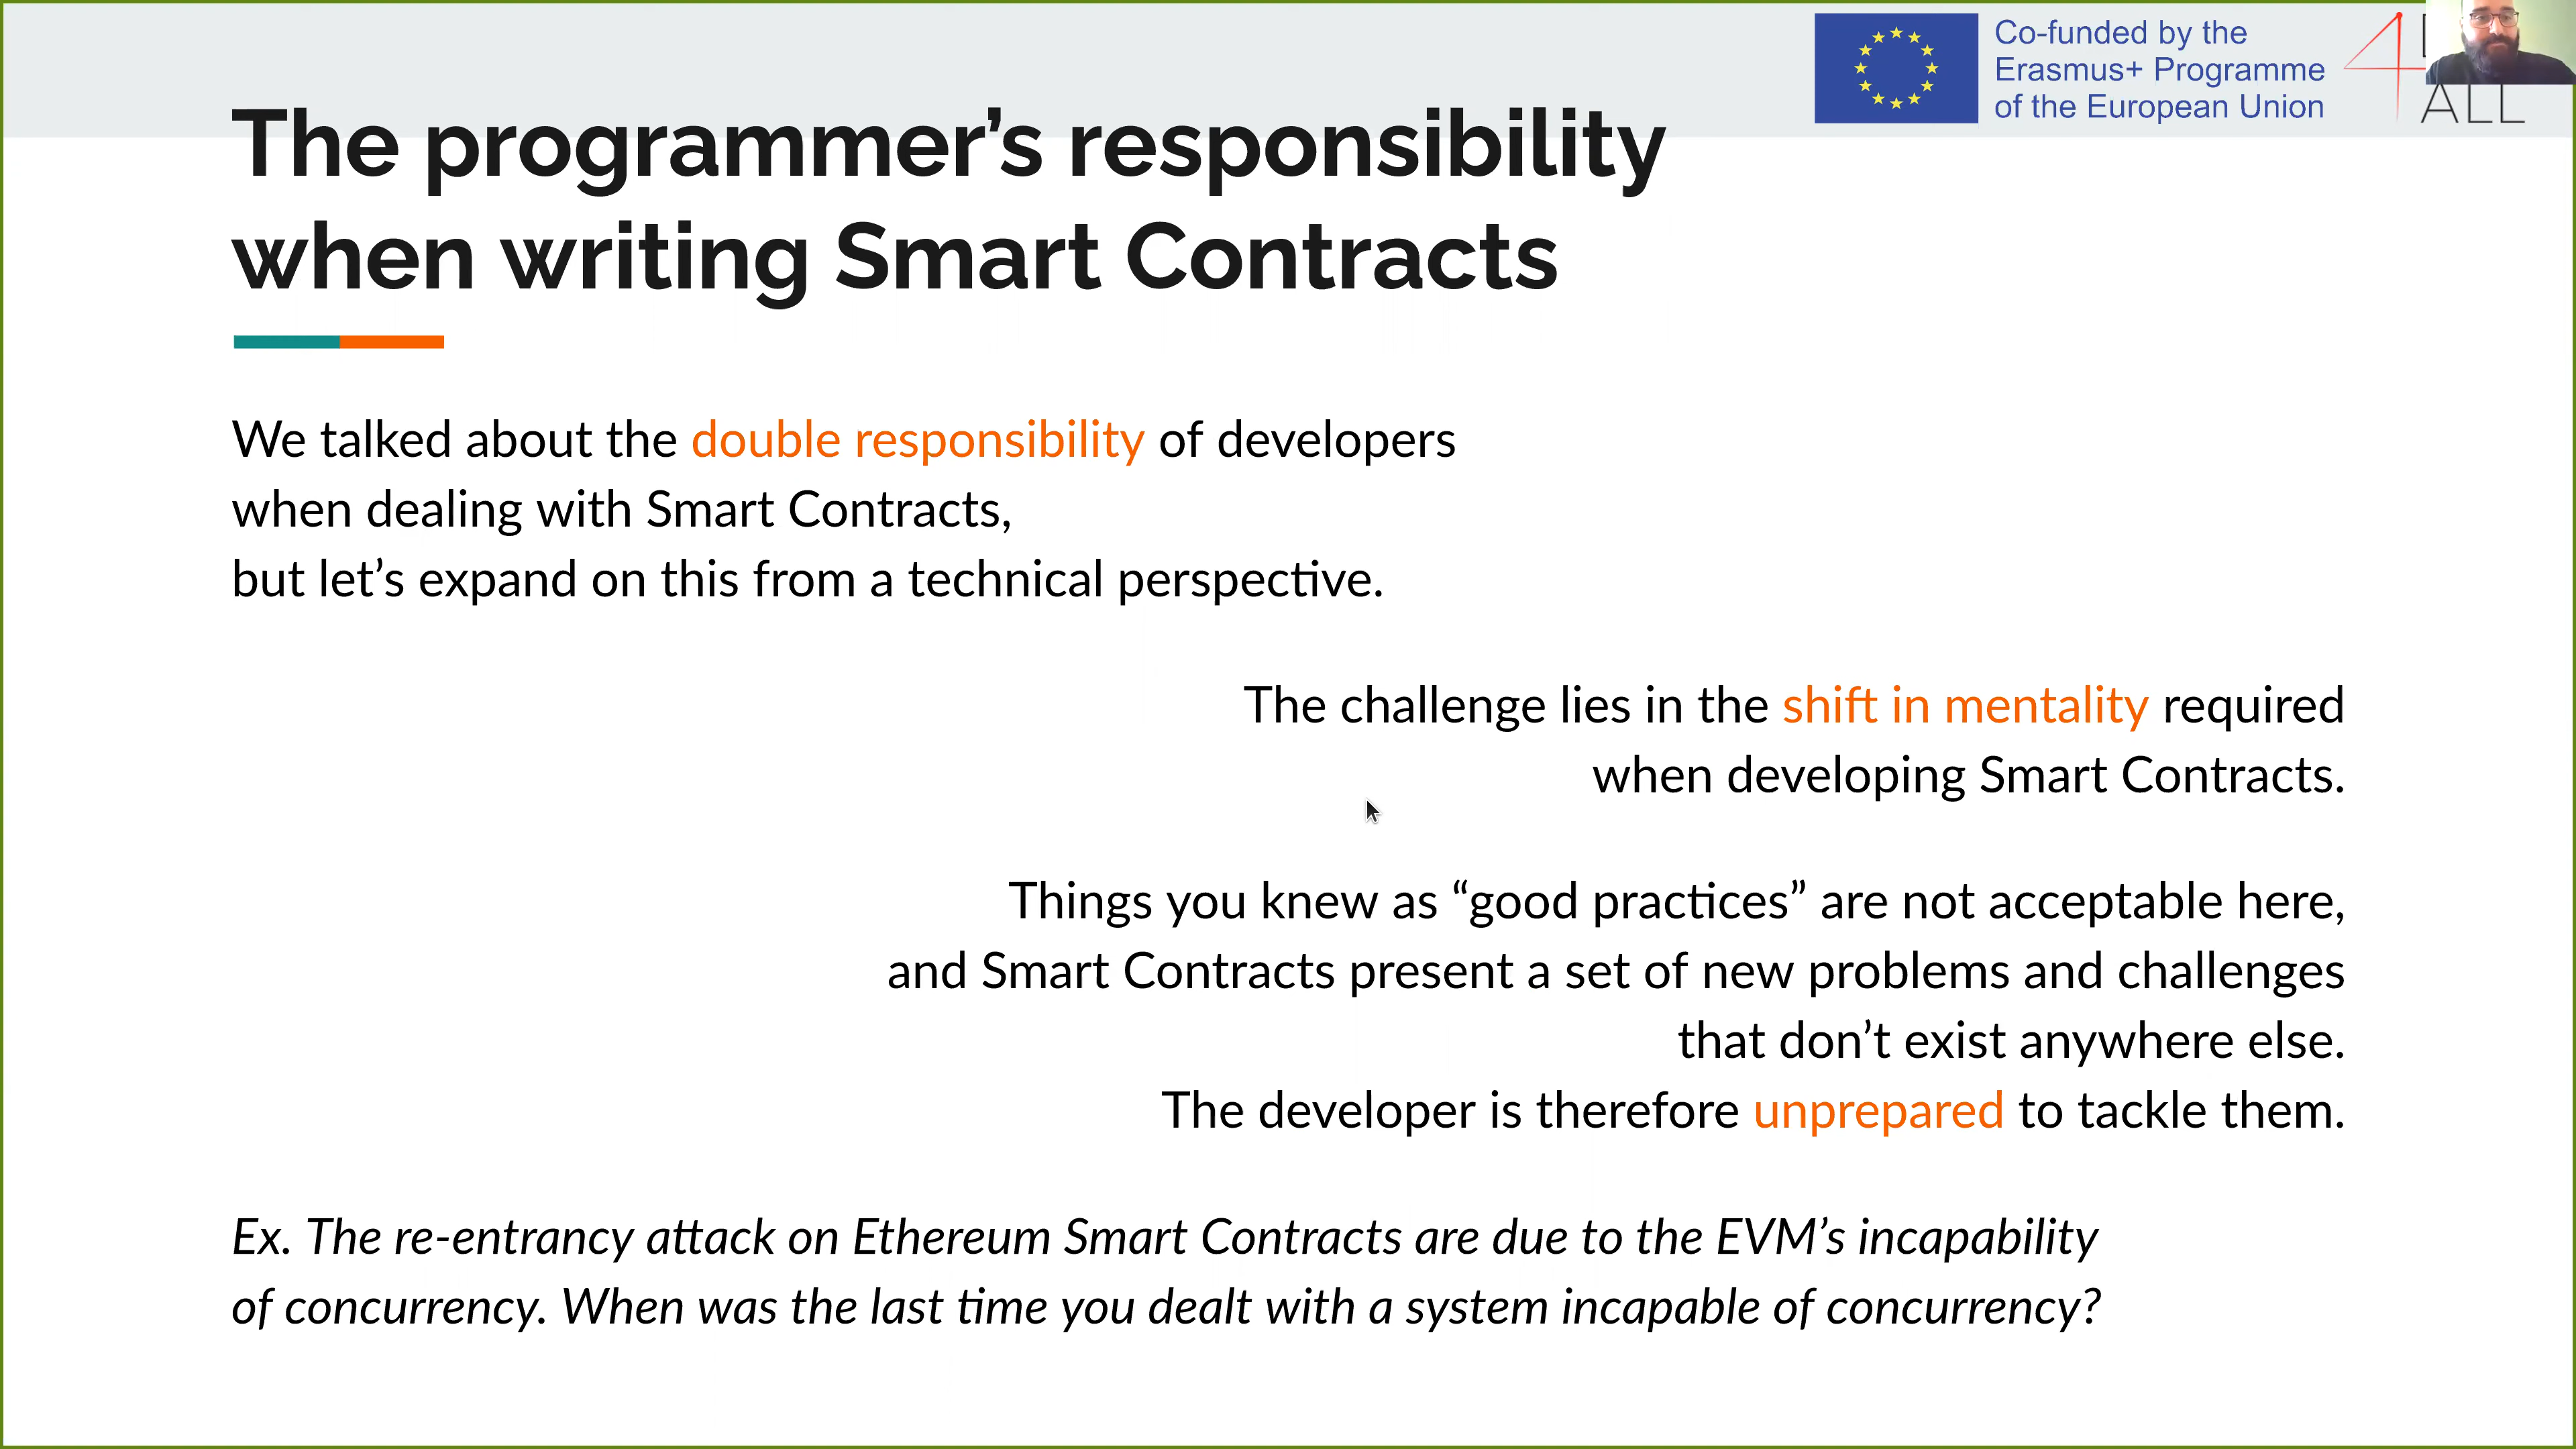 Co-funded by the
Erasmus+ Programme
of the European Union
4
ALL
The programmer’s responsibility
when writing Smart Contracts
We talked about the double responsibility of developers
when dealing with Smart Contracts,
but let’s expand on this from a technical perspective.
The challenge lies in the shift in mentality required
when developing Smart Contracts.
Things you knew as “good practices” are not acceptable here,
and Smart Contracts present a set of new problems and challenges
that don’t exist anywhere else.
The developer is therefore unprepared to tackle them.
Ex. The re-entrancy attack on Ethereum Smart Contracts are due to the EVM’s incapability
of concurrency. When was the last time you dealt with a system incapable of concurrency?